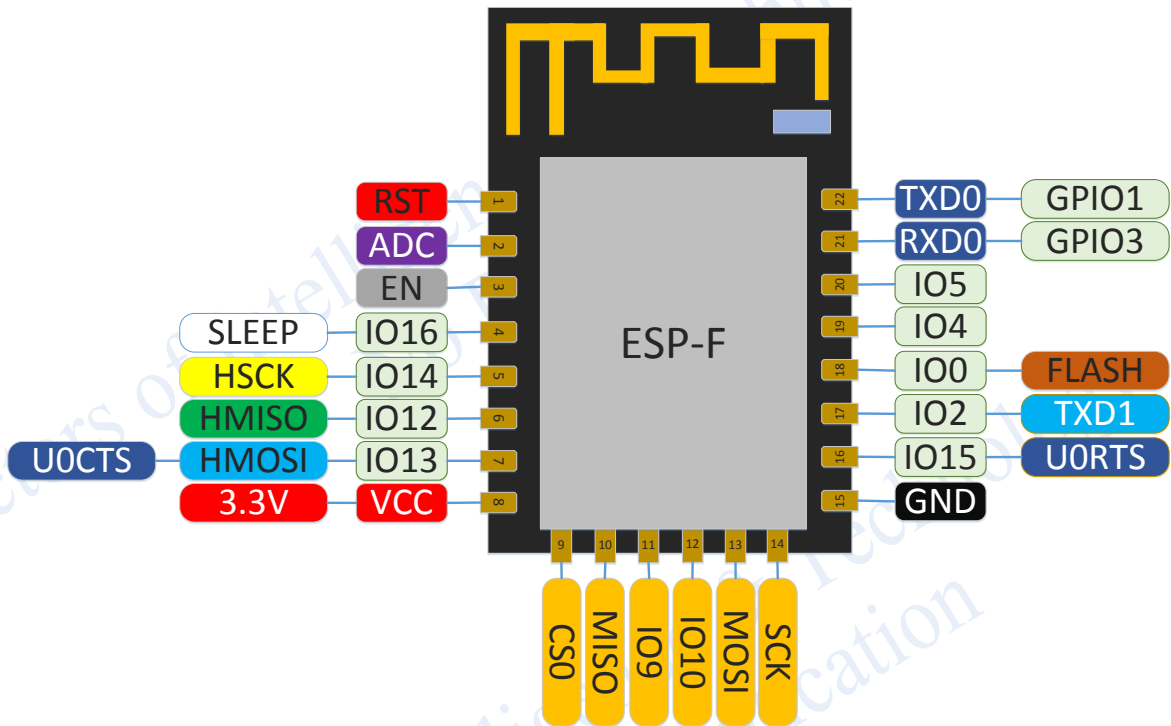 RST 1 22 TXD0 GPIO1
ADC 2 21 RXD0 GPIO3
EN 3 20 IO5
SLEEP IO16 4 19 IO4
ESP-F
HSCK IO14 5 18 IO0 FLASH
HMISO IO12 6 17 IO2 TXD1
U0CTS HMOSI IO13 7 16 IO15 U0RTS
3.3V VCC 8 15 GND
9 10 11 12 13 14
CS0 MISO IO9 IO10 MOSI SCK